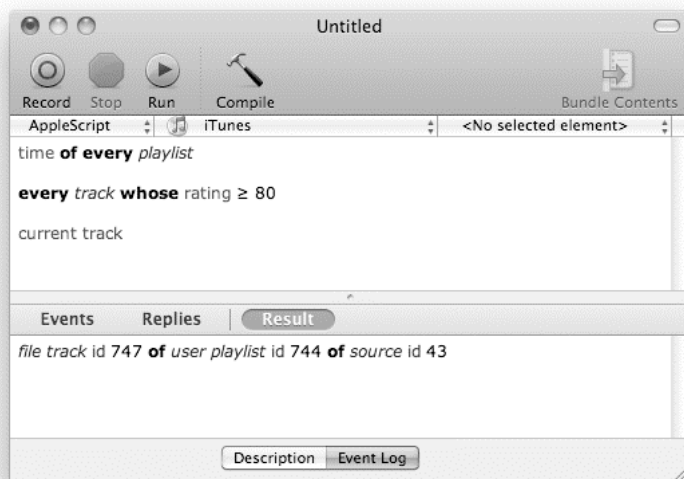 Untitled
Record Stop Run Compile Bundle Contents
AppleScript iTunes <No selected element>
time of every playlist
every track whose rating ≥ 80
current track
Events Replies Result
file track id 747 of user playlist id 744 of source id 43
Description Event Log